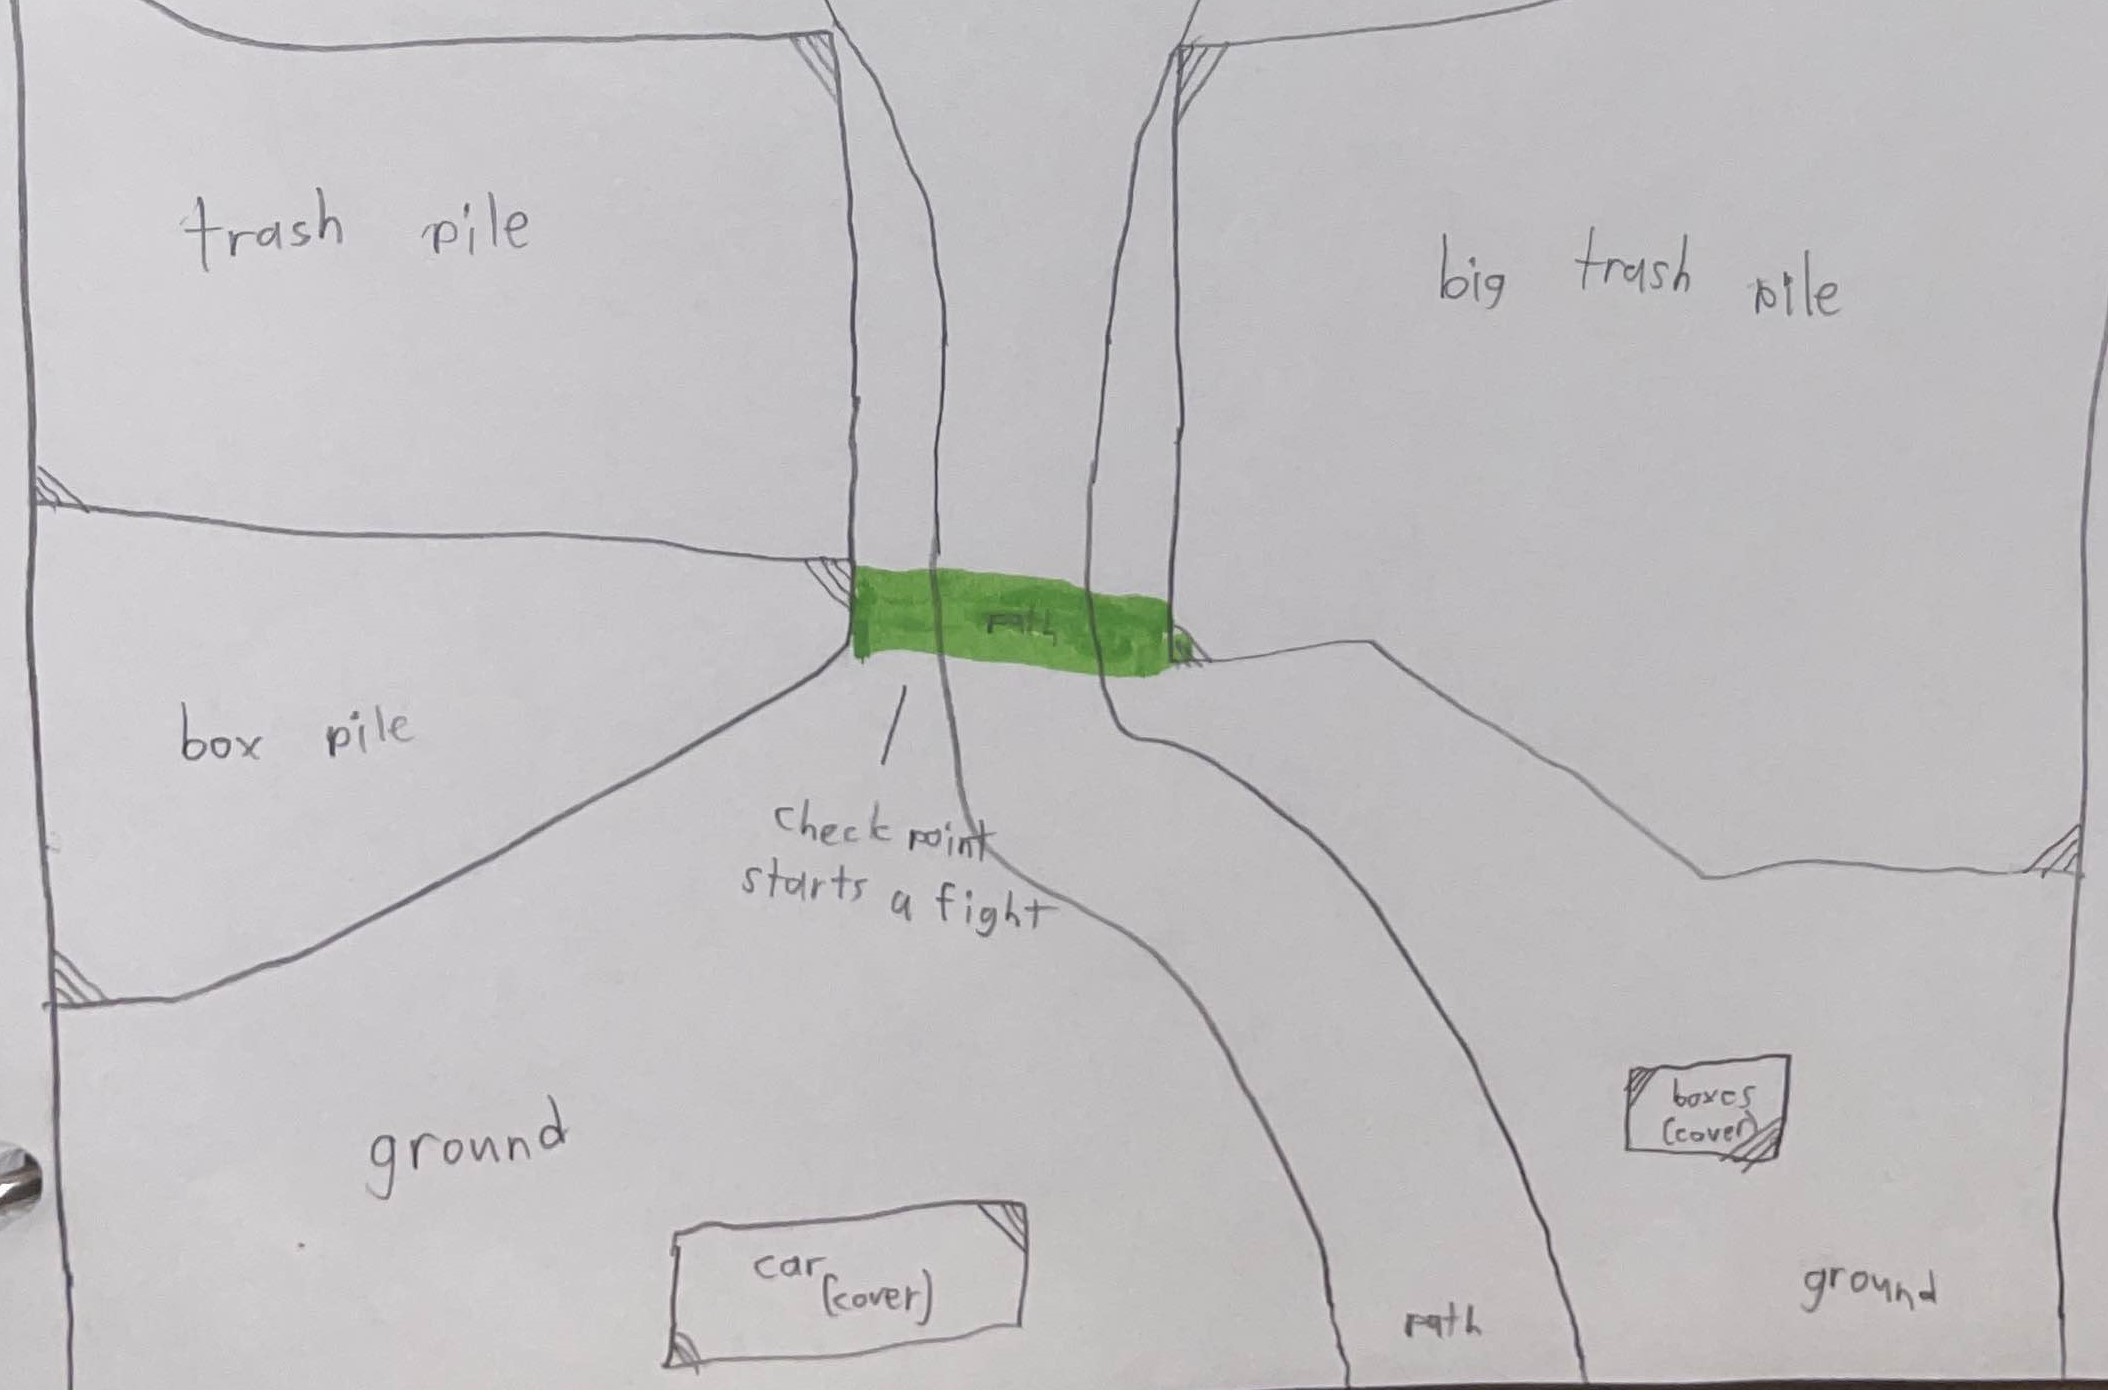 trash pile
big trash pile
path
box pile
check point
starts a fight
boxes
(cover)
ground
car
(cover)
path
ground